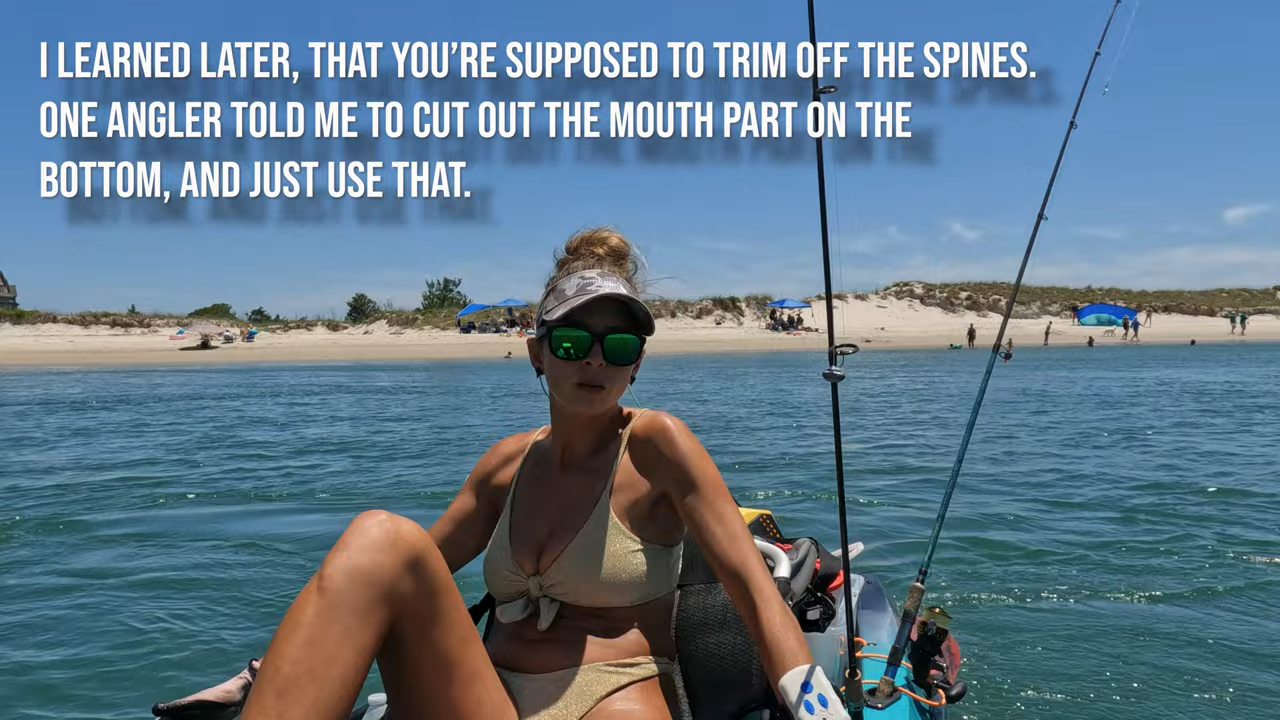 I LEARNED LATER, THAT YOU'RE SUPPOSED TO TRIM OFF THE SPINES.
ONE ANGLER TOLD ME TO CUT OUT THE MOUTH PART ON THE
BOTTOM, AND JUST USE THAT.